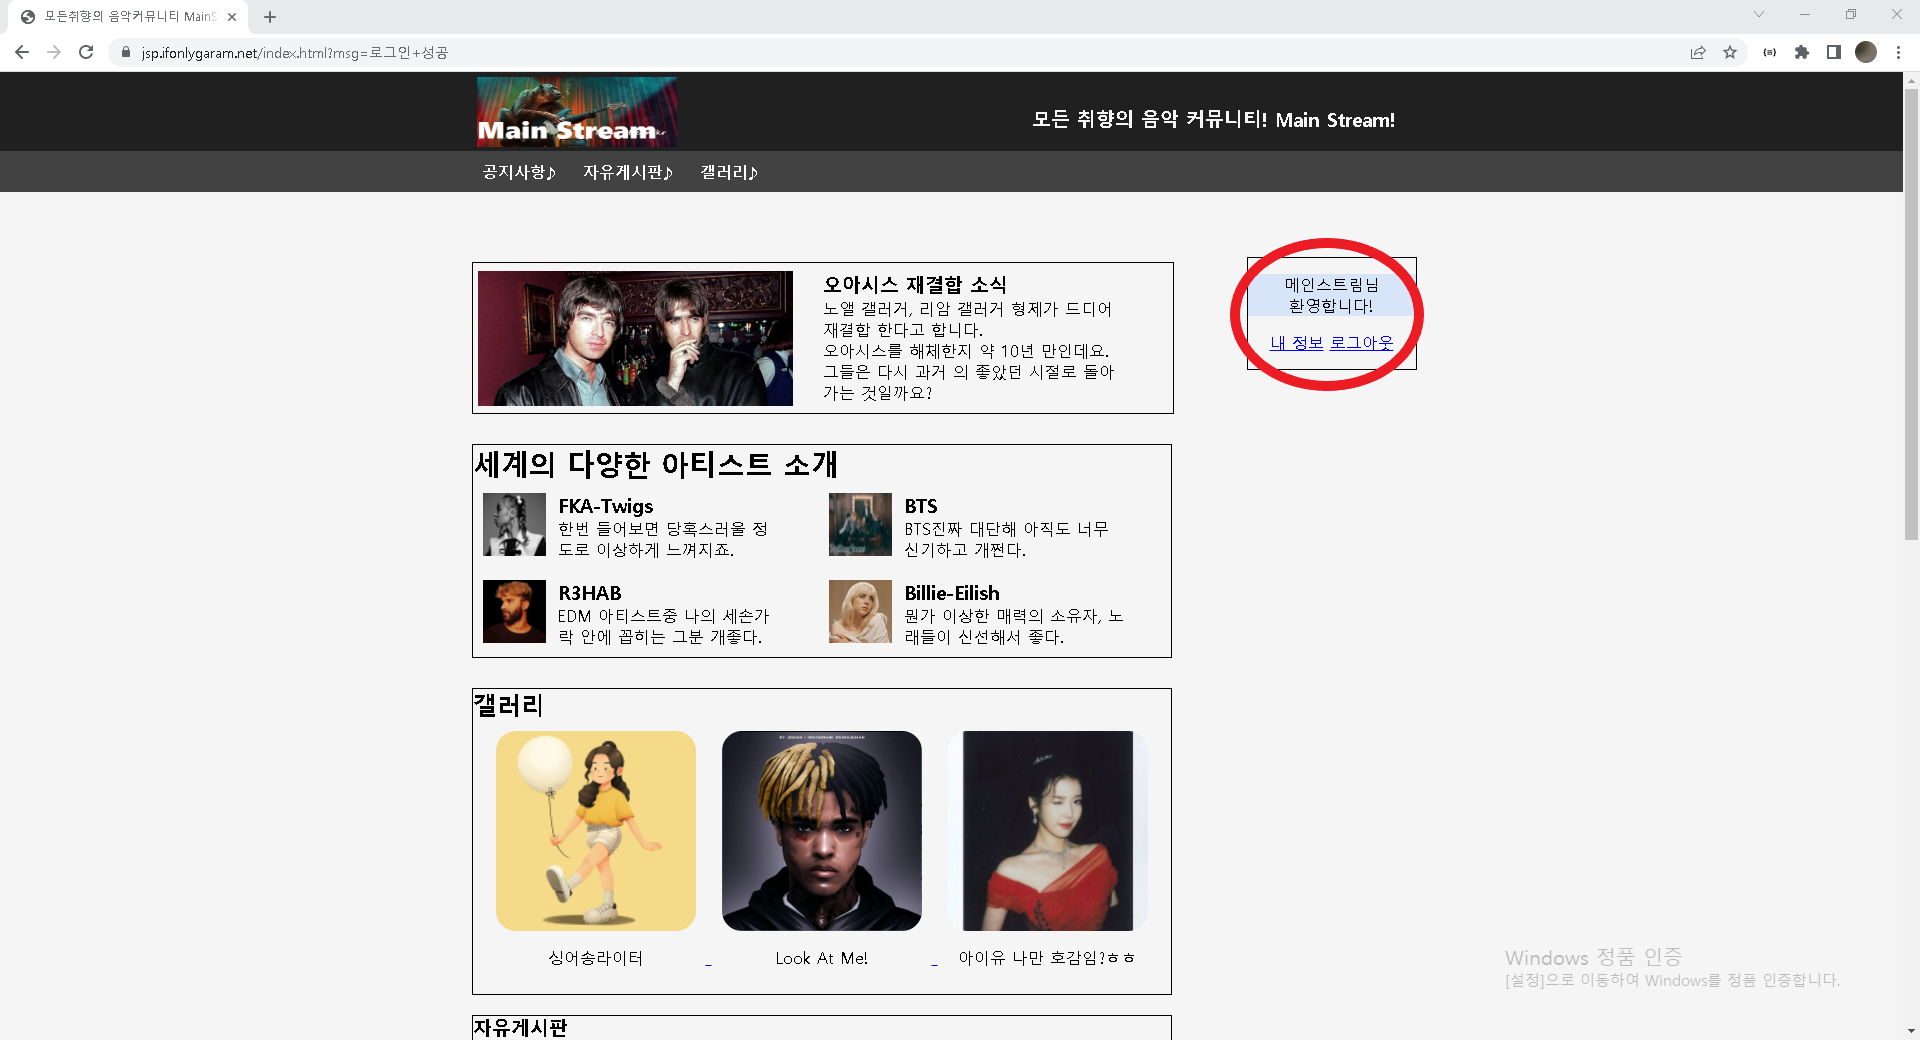 모든취향의 음악커뮤니티 MainS
jsp.ifonlygaram.net/index.html?msg=로그인+성공
Main Stream
모든 취향의 음악 커뮤니티! Main Stream!
공지사항♪ 자유게시판♪ 갤러리♪
오아시스 재결합 소식
노앨 갤러거, 리암 갤러거 형제가 드디어
재결합 한다고 합니다.
오아시스를 해체한지 약 10년 만인데요.
그들은 다시 과거 의 좋았던 시절로 돌아
가는 것일까요?
메인스트림님
환영합니다!
내 정보 로그아웃
세계의 다양한 아티스트 소개
FKA-Twigs
한번 들어보면 당혹스러울 정
도로 이상하게 느껴지죠.
BTS
BTS진짜 대단해 아직도 너무
신기하고 개쩐다.
R3HAB
EDM 아티스트중 나의 세손가
락 안에 꼽히는 그분 개좋다.
Billie-Eilish
뭔가 이상한 매력의 소유자, 노
래들이 신선해서 좋다.
갤러리
싱어송라이터
Look At Me!
아이유 나만 호감임?ㅎㅎ
자유게시판
Windows 정품 인증
[설정]으로 이동하여 Windows를 정품 인증합니다.